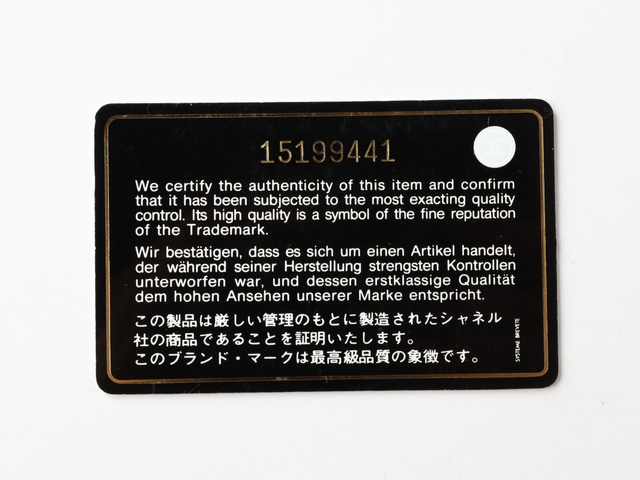 15199441
We certify the authenticity of this item and confirm
that it has been subjected to the most exacting quality
control. Its high quality is a symbol of the fine reputation
of the Trademark.
Wir bestätigen, dass es sich um einen Artikel handelt,
der während seiner Herstellung strengsten Kontrollen
unterworfen war, und dessen erstklassige Qualität
dem hohen Ansehen unserer Marke entspricht.
この製品は厳しい管理のもとに製造されたシャネル
社の商品であることを証明いたします。
このブランド・マークは最高級品質の象徴です。
SYSTEME BREVETE